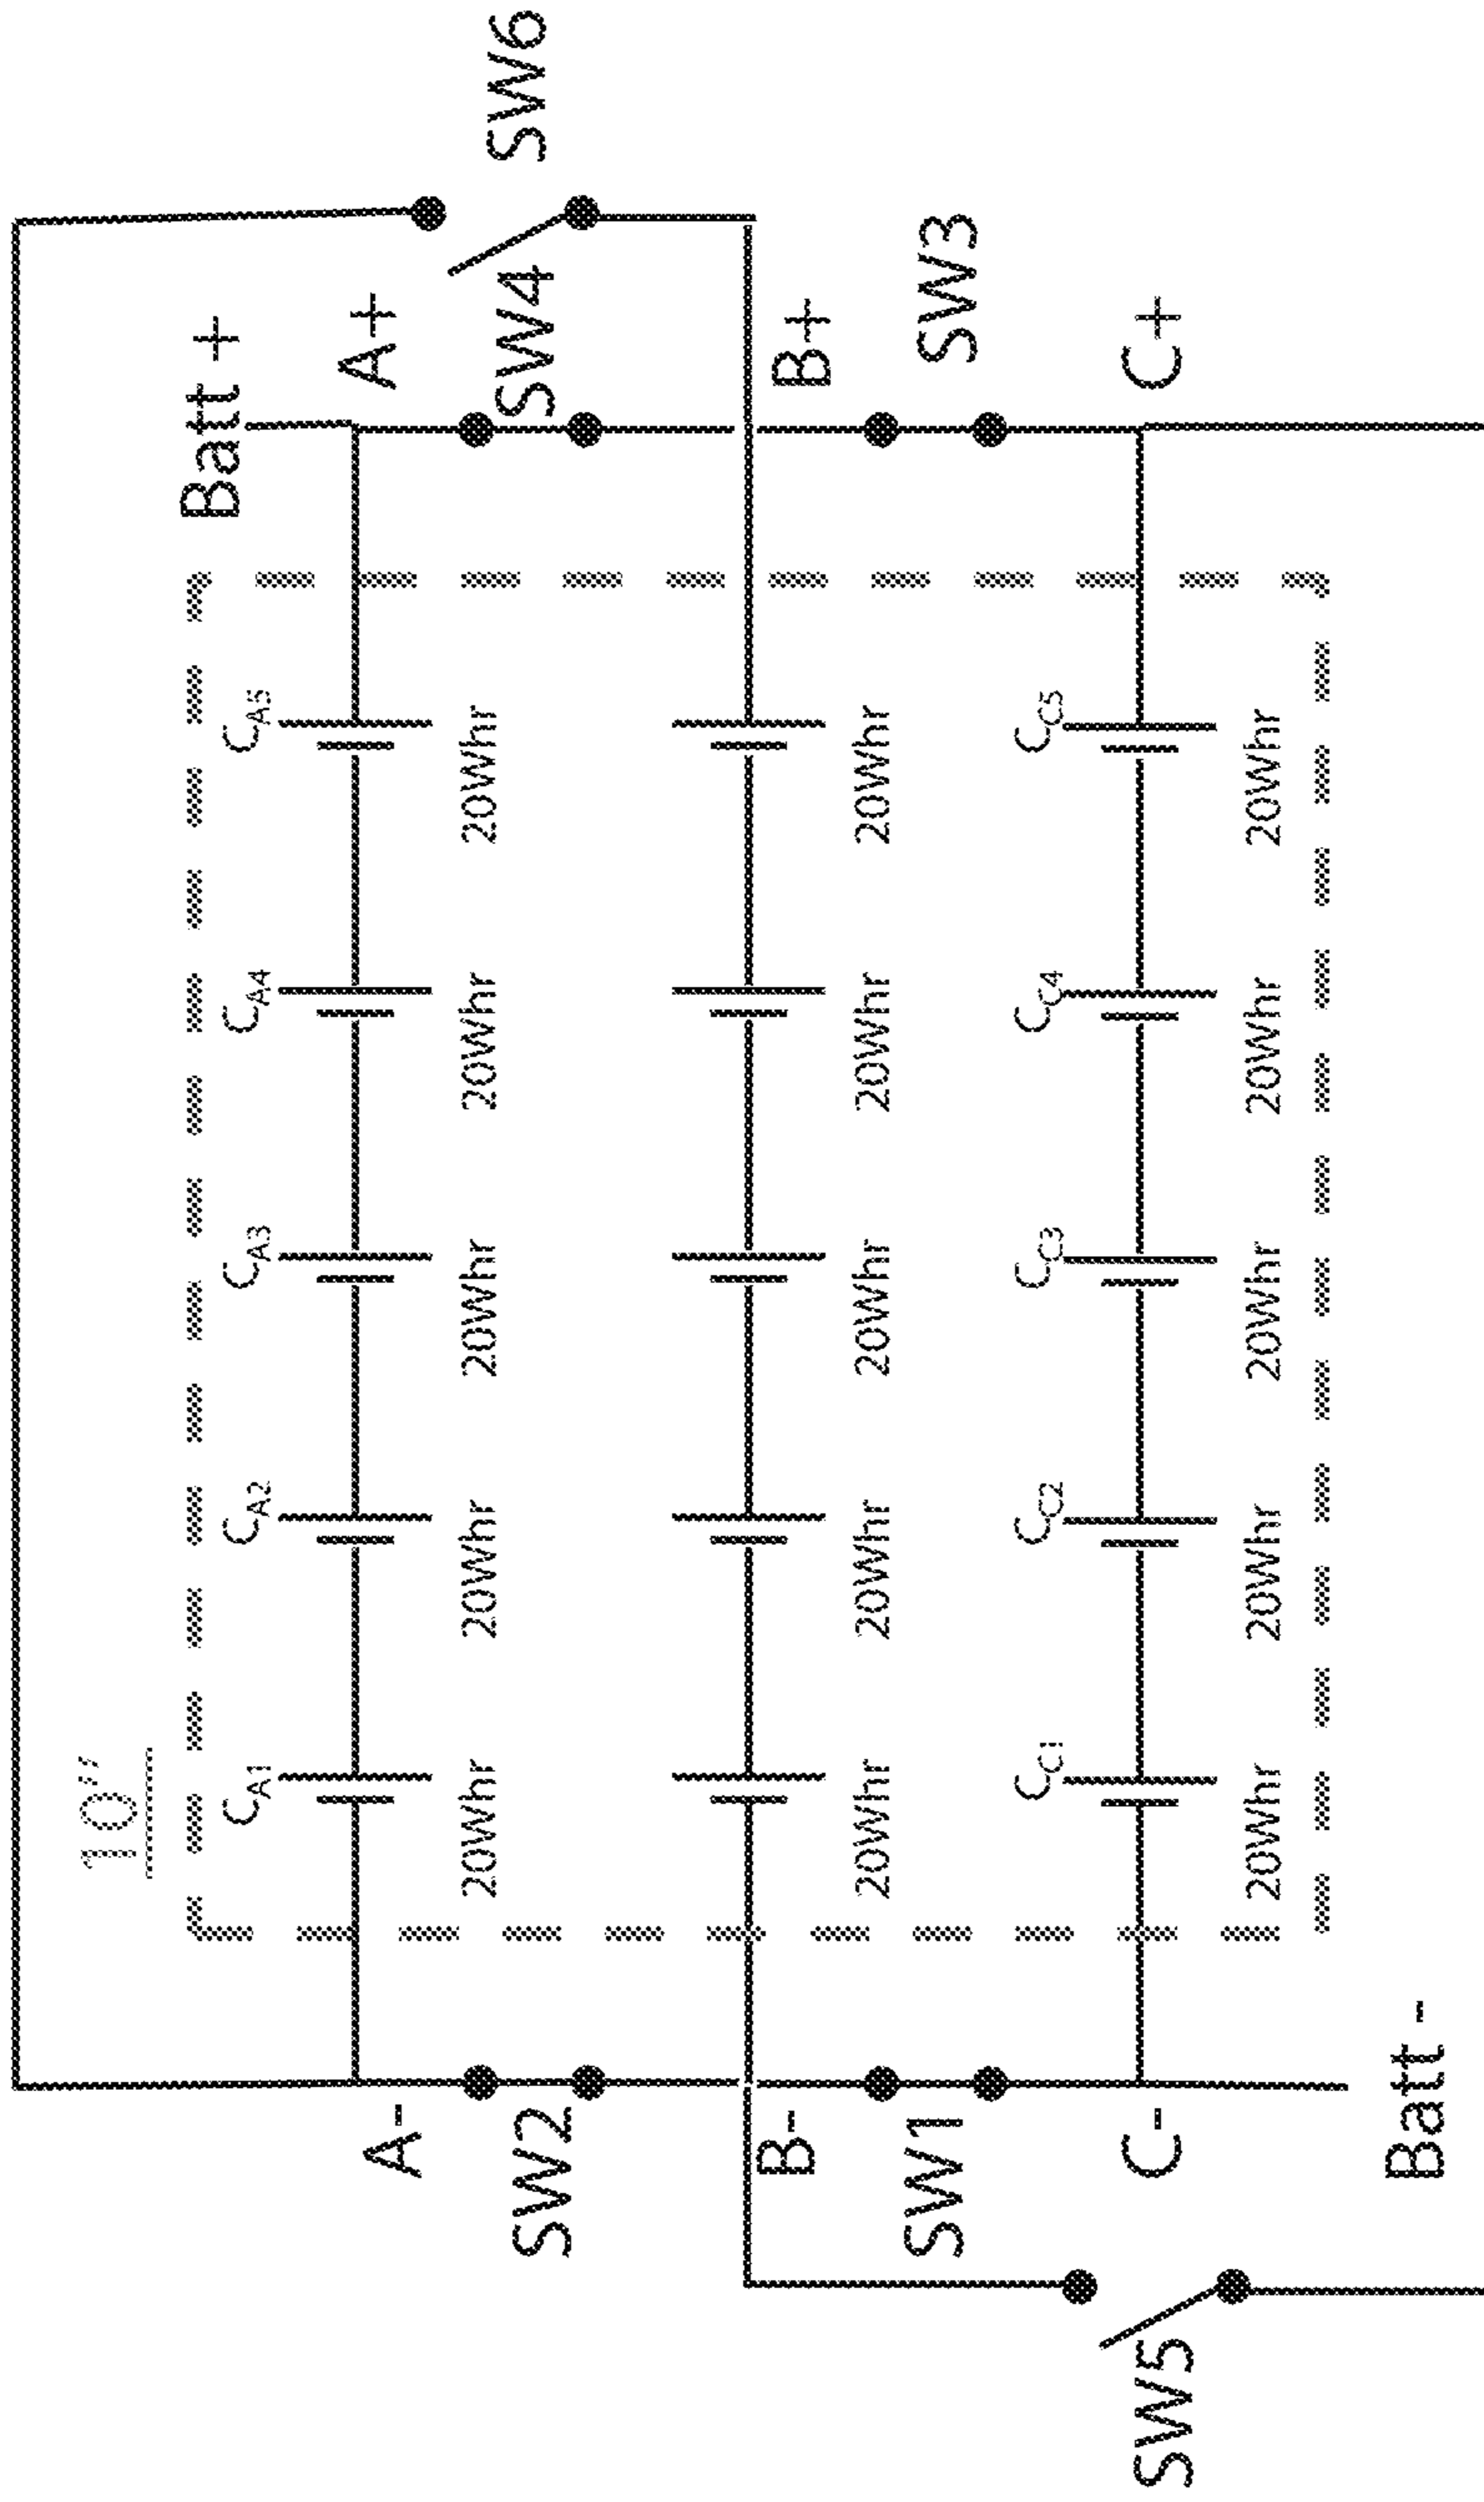 10″
Batt +
CA1 CA2 CA3 CA4 CA5
A- A+
20Whr 20Whr 20Whr 20Whr 20Whr
SW2 SW4 SW6
B- B+
20Whr 20Whr 20Whr 20Whr 20Whr
SW1 SW3
CC1 CC2 CC3 CC4 CC5
SW5 C- C+
20Whr 20Whr 20Whr 20Whr 20Whr
Batt -